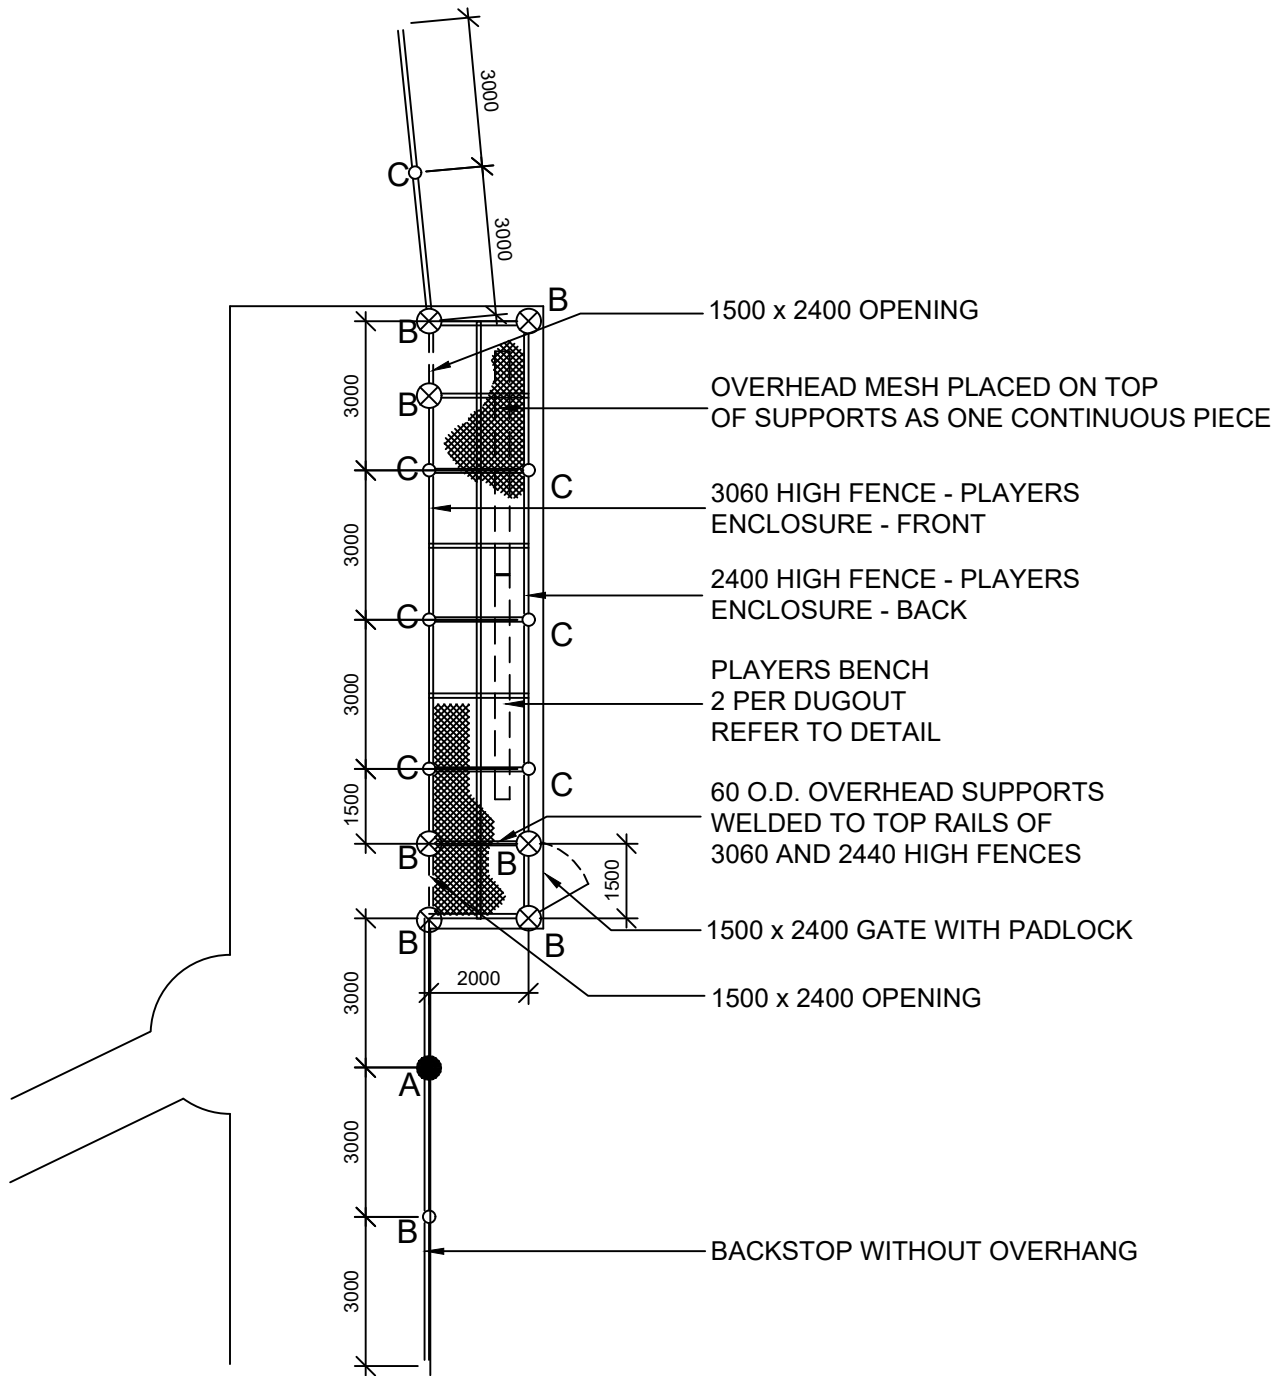 3000
C
3000
B
B
1500 x 2400 OPENING
3000
B
OVERHEAD MESH PLACED ON TOP
OF SUPPORTS AS ONE CONTINUOUS PIECE
C
C
3060 HIGH FENCE - PLAYERS
ENCLOSURE - FRONT
3000
2400 HIGH FENCE - PLAYERS
ENCLOSURE - BACK
C
C
3000
PLAYERS BENCH
2 PER DUGOUT
REFER TO DETAIL
C
C
1500
60 O.D. OVERHEAD SUPPORTS
WELDED TO TOP RAILS OF
3060 AND 2440 HIGH FENCES
B
B
1500
B
B
1500 x 2400 GATE WITH PADLOCK
2000
3000
1500 x 2400 OPENING
A
3000
B
BACKSTOP WITHOUT OVERHANG
3000